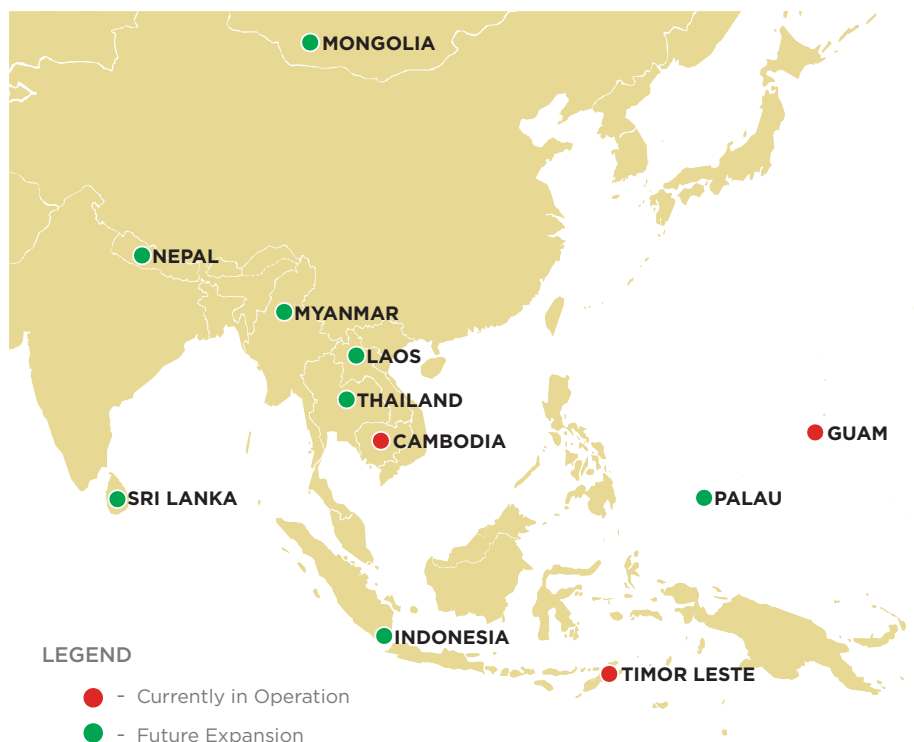 MONGOLIA
NEPAL
MYANMAR
LAOS
THAILAND
CAMBODIA
GUAM
SRI LANKA
PALAU
INDONESIA
TIMOR LESTE
LEGEND
- Currently in Operation
- Future Expansion